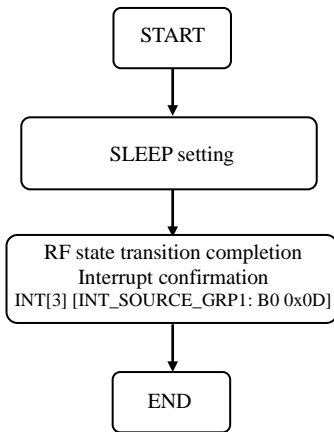 START
SLEEP setting
RF state transition completion
Interrupt confirmation
INT[3] [INT_SOURCE_GRP1: B0 0x0D]
END